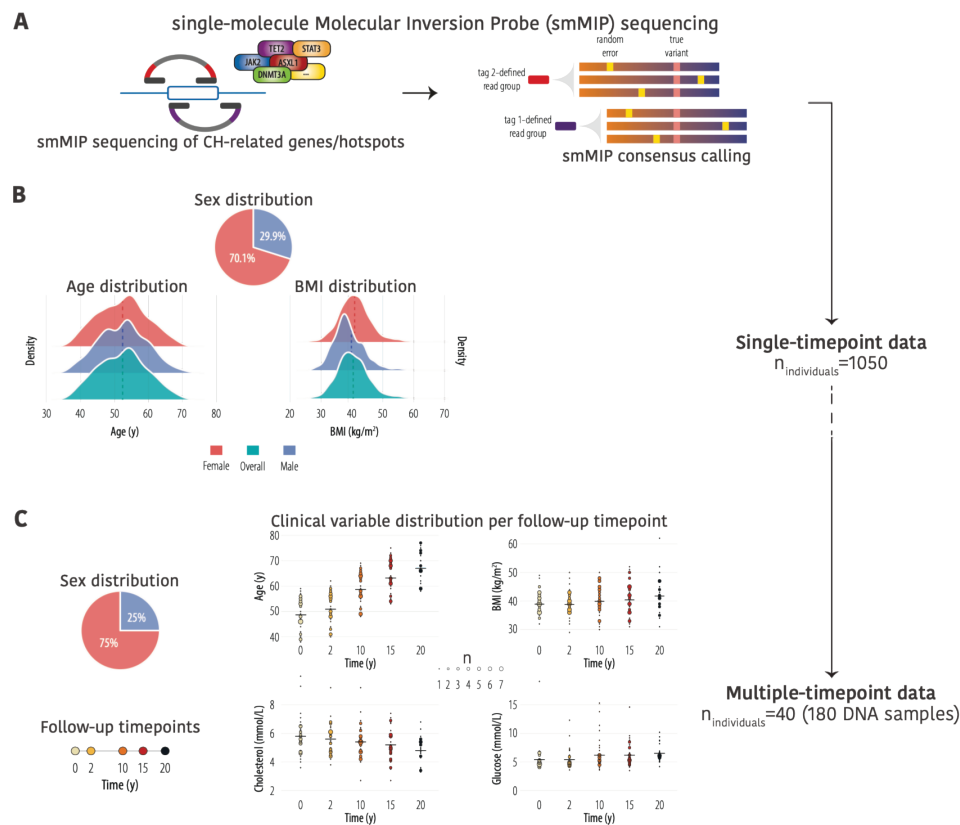 A
single-molecule Molecular Inversion Probe (smMIP) sequencing
TET2
STAT3
JAK2
ASXL1
DNMT3A
...
smMIP sequencing of CH-related genes/hotspots
random
error
true
variant
tag 2-defined
read group
tag 1-defined
read group
smMIP consensus calling
B
Sex distribution
29.9%
70.1%
Age distribution
BMI distribution
Density
Density
30 40 50 60 80
Age (y)
20 30 40 50 60 70
BMI (kg/m²)
Female
Overall
Male
Single-timepoint data
nindividuals=1050
C
Clinical variable distribution per follow-up timepoint
Sex distribution
25%
75%
Follow-up timepoints
0 2 10 15 20
Time (y)
Age (y)
80
70
60
50
40
0 2 10 15 20
Time (y)
BMI (kg/m²)
60
50
40
30
0 2 10 15 20
Time (y)
n
1 2 3 4 5 6 7
Cholesterol (mmol/L)
8
6
4
2
0 2 10 15 20
Time (y)
Glucose (mmol/L)
15
10
5
0
0 2 10 15 20
Time (y)
Multiple-timepoint data
nindividuals=40 (180 DNA samples)